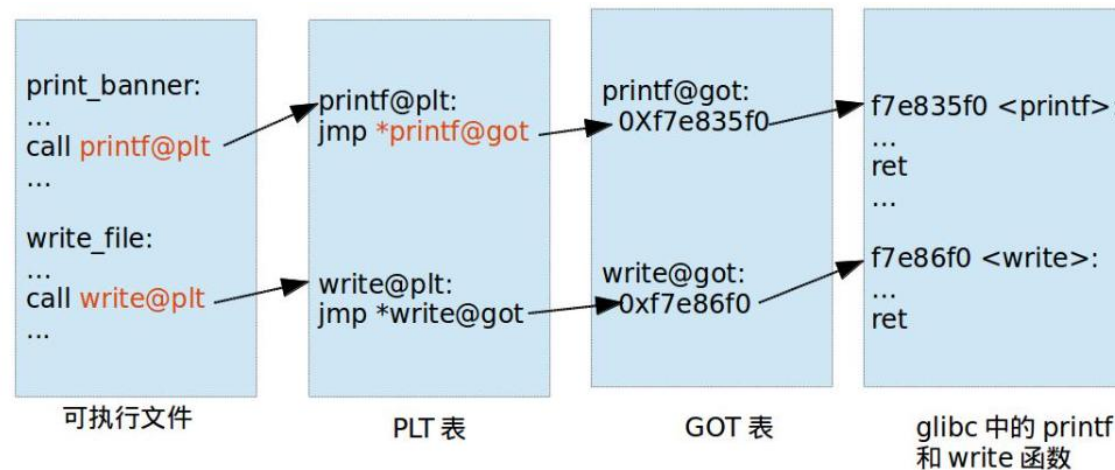 print_banner:
...
call printf@plt
...
write_file:
...
call write@plt
...
可执行文件
printf@plt:
jmp *printf@got
write@plt:
jmp *write@got
PLT 表
printf@got:
0Xf7e835f0
write@got:
0xf7e86f0
GOT 表
f7e835f0 <printf>
...
ret
...
f7e86f0 <write>:
...
ret
glibc 中的 printf
和 write 函数